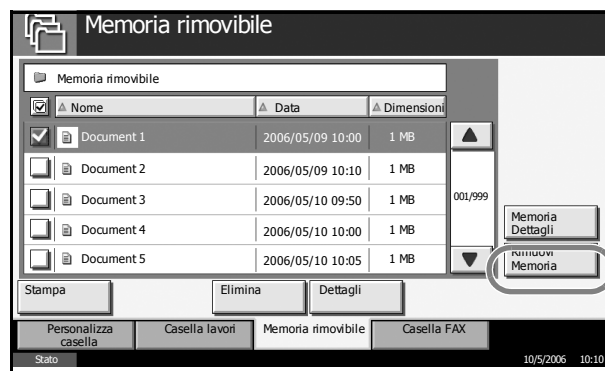 Memoria rimovibile
Memoria rimovibile
Nome Data Dimensioni
Document 1 2006/05/09 10:00 1 MB
Document 2 2006/05/09 10:10 1 MB
Document 3 2006/05/10 09:50 1 MB
Document 4 2006/05/10 10:00 1 MB
Document 5 2006/05/10 10:05 1 MB
001/999
Memoria
Dettagli
Rimuovi
Memoria
Stampa Elimina Dettagli
Personalizza
casella
Casella lavori Memoria rimovibile Casella FAX
Stato 10/5/2006 10:10